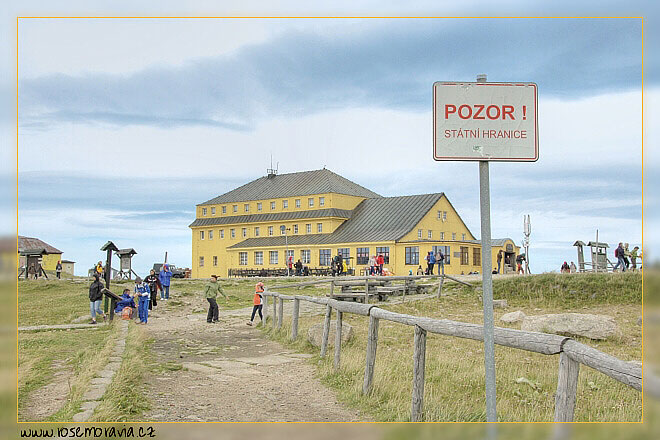 POZOR !
STÁTNÍ HRANICE
www.rosemoravia.cz